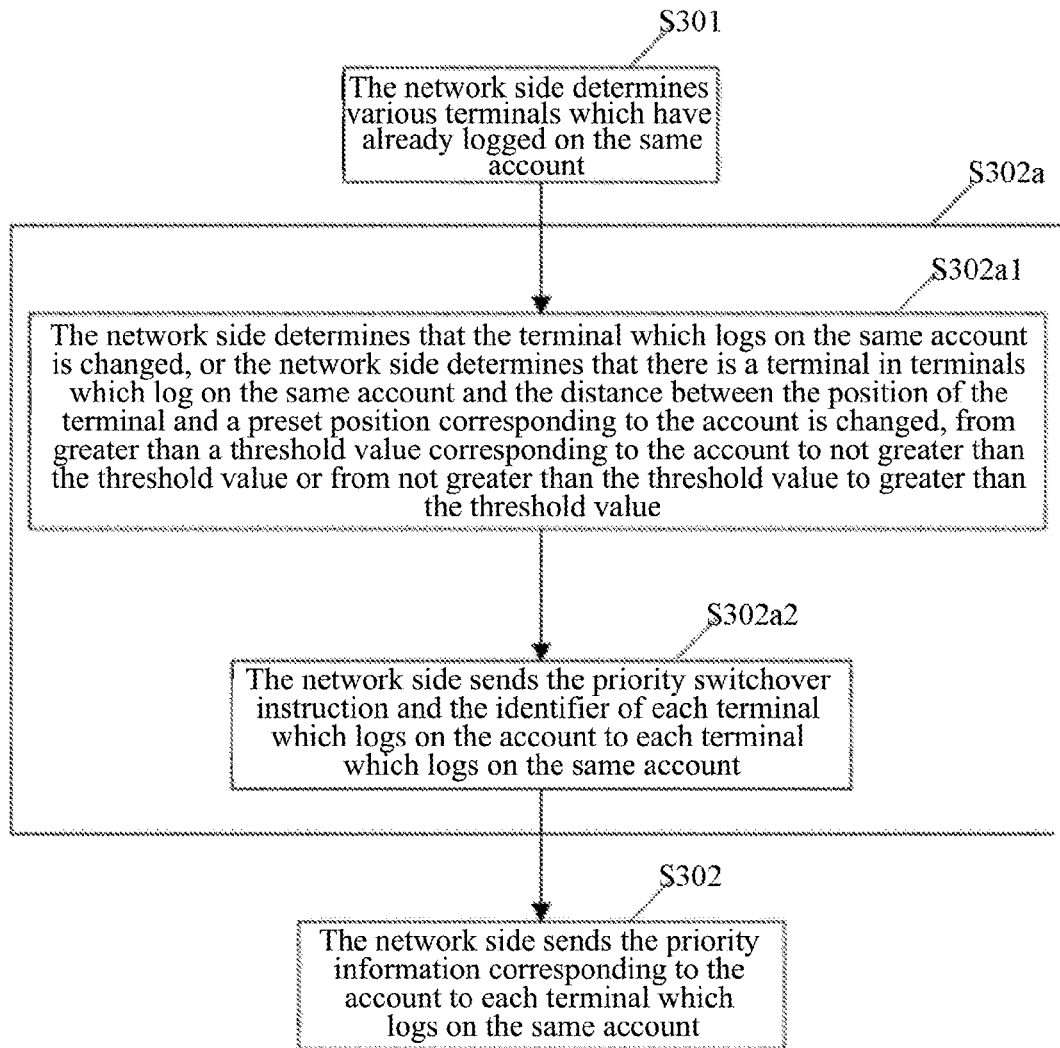 S301
The network side determines
various terminals which have
already logged on the same
account
S302a
S302a1
The network side determines that the terminal which logs on the same account
is changed, or the network side determines that there is a terminal in terminals
which log on the same account and the distance between the position of the
terminal and a preset position corresponding to the account is changed, from
greater than a threshold value corresponding to the account to not greater than
the threshold value or from not greater than the threshold value to greater than
the threshold value
S302a2
The network side sends the priority switchover
instruction and the identifier of each terminal
which logs on the account to each terminal
which logs on the same account
S302
The network side sends the priority
information corresponding to the
account to each terminal which
logs on the same account